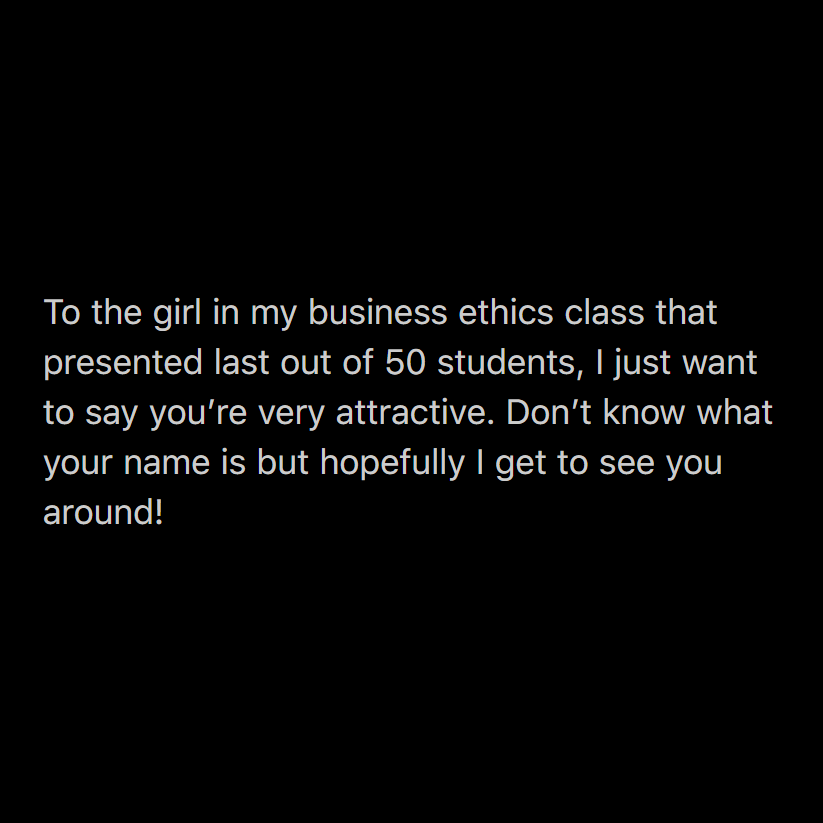 To the girl in my business ethics class that
presented last out of 50 students, I just want
to say you’re very attractive. Don’t know what
your name is but hopefully I get to see you
around!